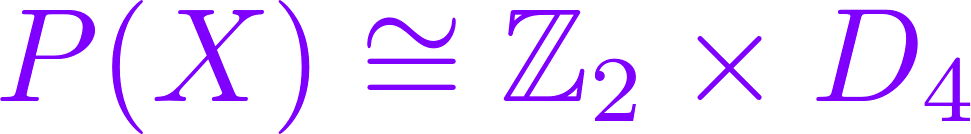 P(X) ≅ ℤ₂ × D₄